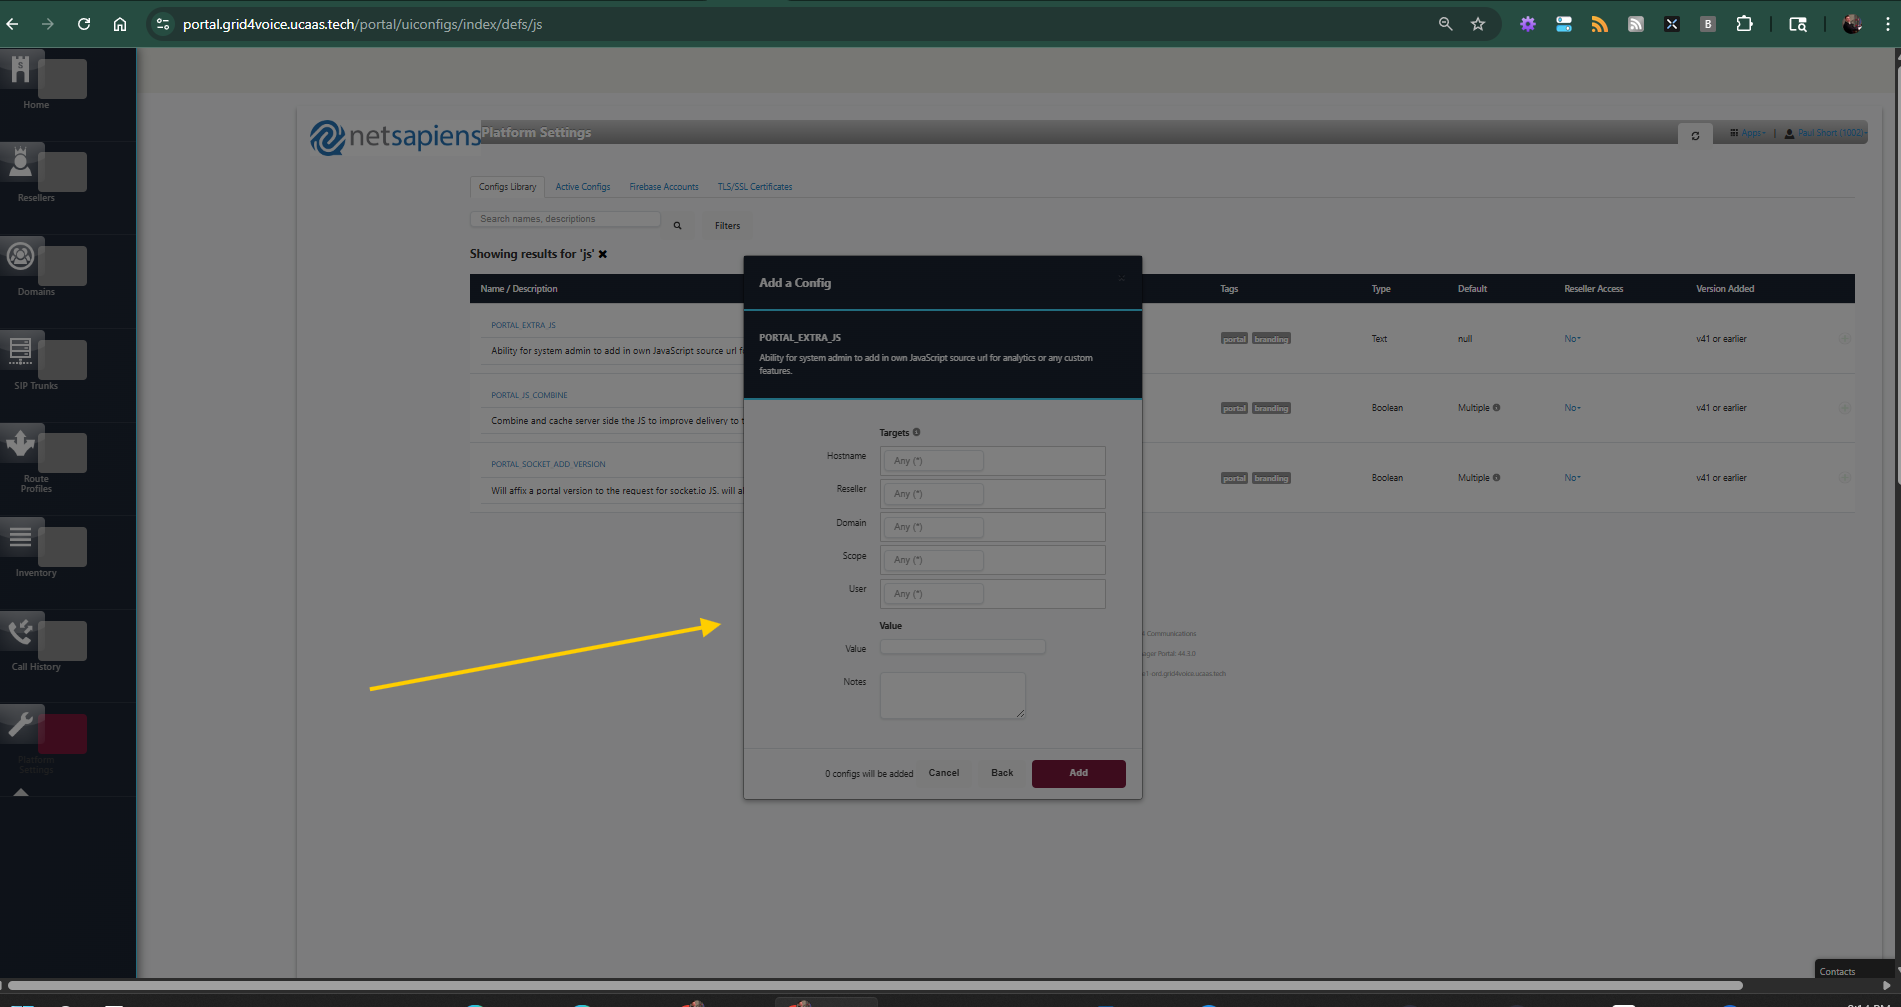 portal.grid4voice.ucaas.tech/portal/uiconfigs/index/defs/js
B
Home
Resellers
Domains
SIP Trunks
Route
Profiles
Inventory
Call History
Platform
Settings
netsapiens
Platform Settings
Apps
Paul Short (1002)
Configs Library
Active Configs
Firebase Accounts
TLS/SSL Certificates
Search names, descriptions
Filters
Showing results for 'js'
Name / Description
Tags
Type
Default
Reseller Access
Version Added
PORTAL_EXTRA_JS
Ability for system admin to add in own JavaScript source url
portal branding
Text
null
No
v41 or earlier
PORTAL_JS_COMBINE
Combine and cache server side the JS to improve delivery to
portal branding
Boolean
Multiple
No
v41 or earlier
PORTAL_SOCKET_ADD_VERSION
Will affix a portal version to the request for socket.io JS. will
portal branding
Boolean
Multiple
No
v41 or earlier
Add a Config
PORTAL_EXTRA_JS
Ability for system admin to add in own JavaScript source url for analytics or any custom
features.
Targets
Hostname
Any (*)
Reseller
Any (*)
Domain
Any (*)
Scope
Any (*)
User
Any (*)
Value
Value
Notes
0 configs will be added
Cancel
Back
Add
Communications
Portal: 44.3.0
grid4voice.ucaas.tech
Contacts